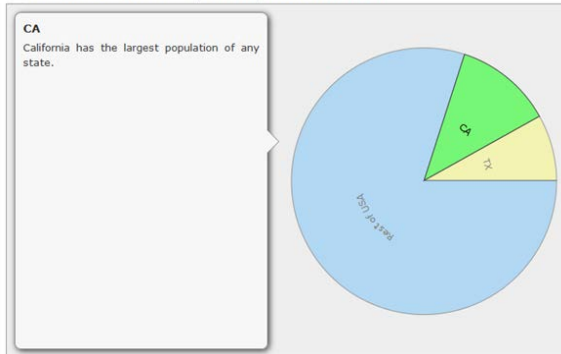 CA
California has the largest population of any
state.
CA
TX
Rest of USA